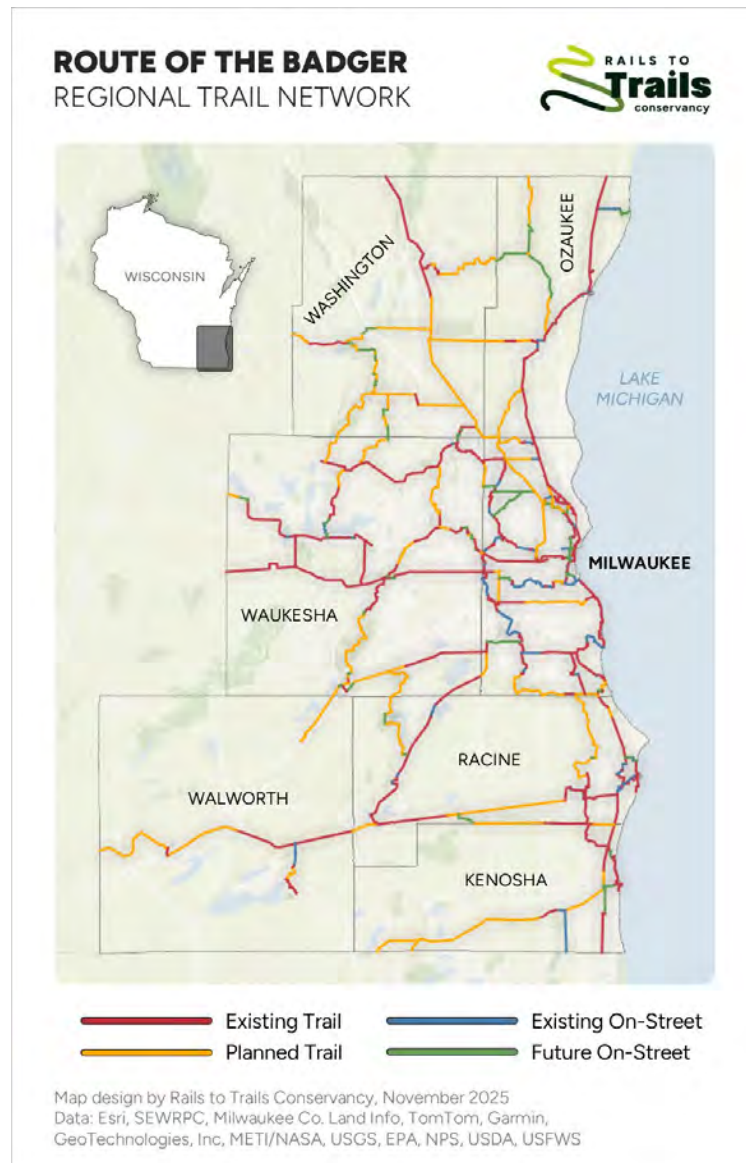 ROUTE OF THE BADGER
REGIONAL TRAIL NETWORK
RAILS TO
Trails
conservancy
WISCONSIN
WASHINGTON
OZAUKEE
LAKE
MICHIGAN
MILWAUKEE
WAUKESHA
RACINE
WALWORTH
KENOSHA
Existing Trail
Existing On-Street
Planned Trail
Future On-Street
Map design by Rails to Trails Conservancy, November 2025
Data: Esri, SEWRPC, Milwaukee Co. Land Info, TomTom, Garmin,
GeoTechnologies, Inc, METI/NASA, USGS, EPA, NPS, USDA, USFWS